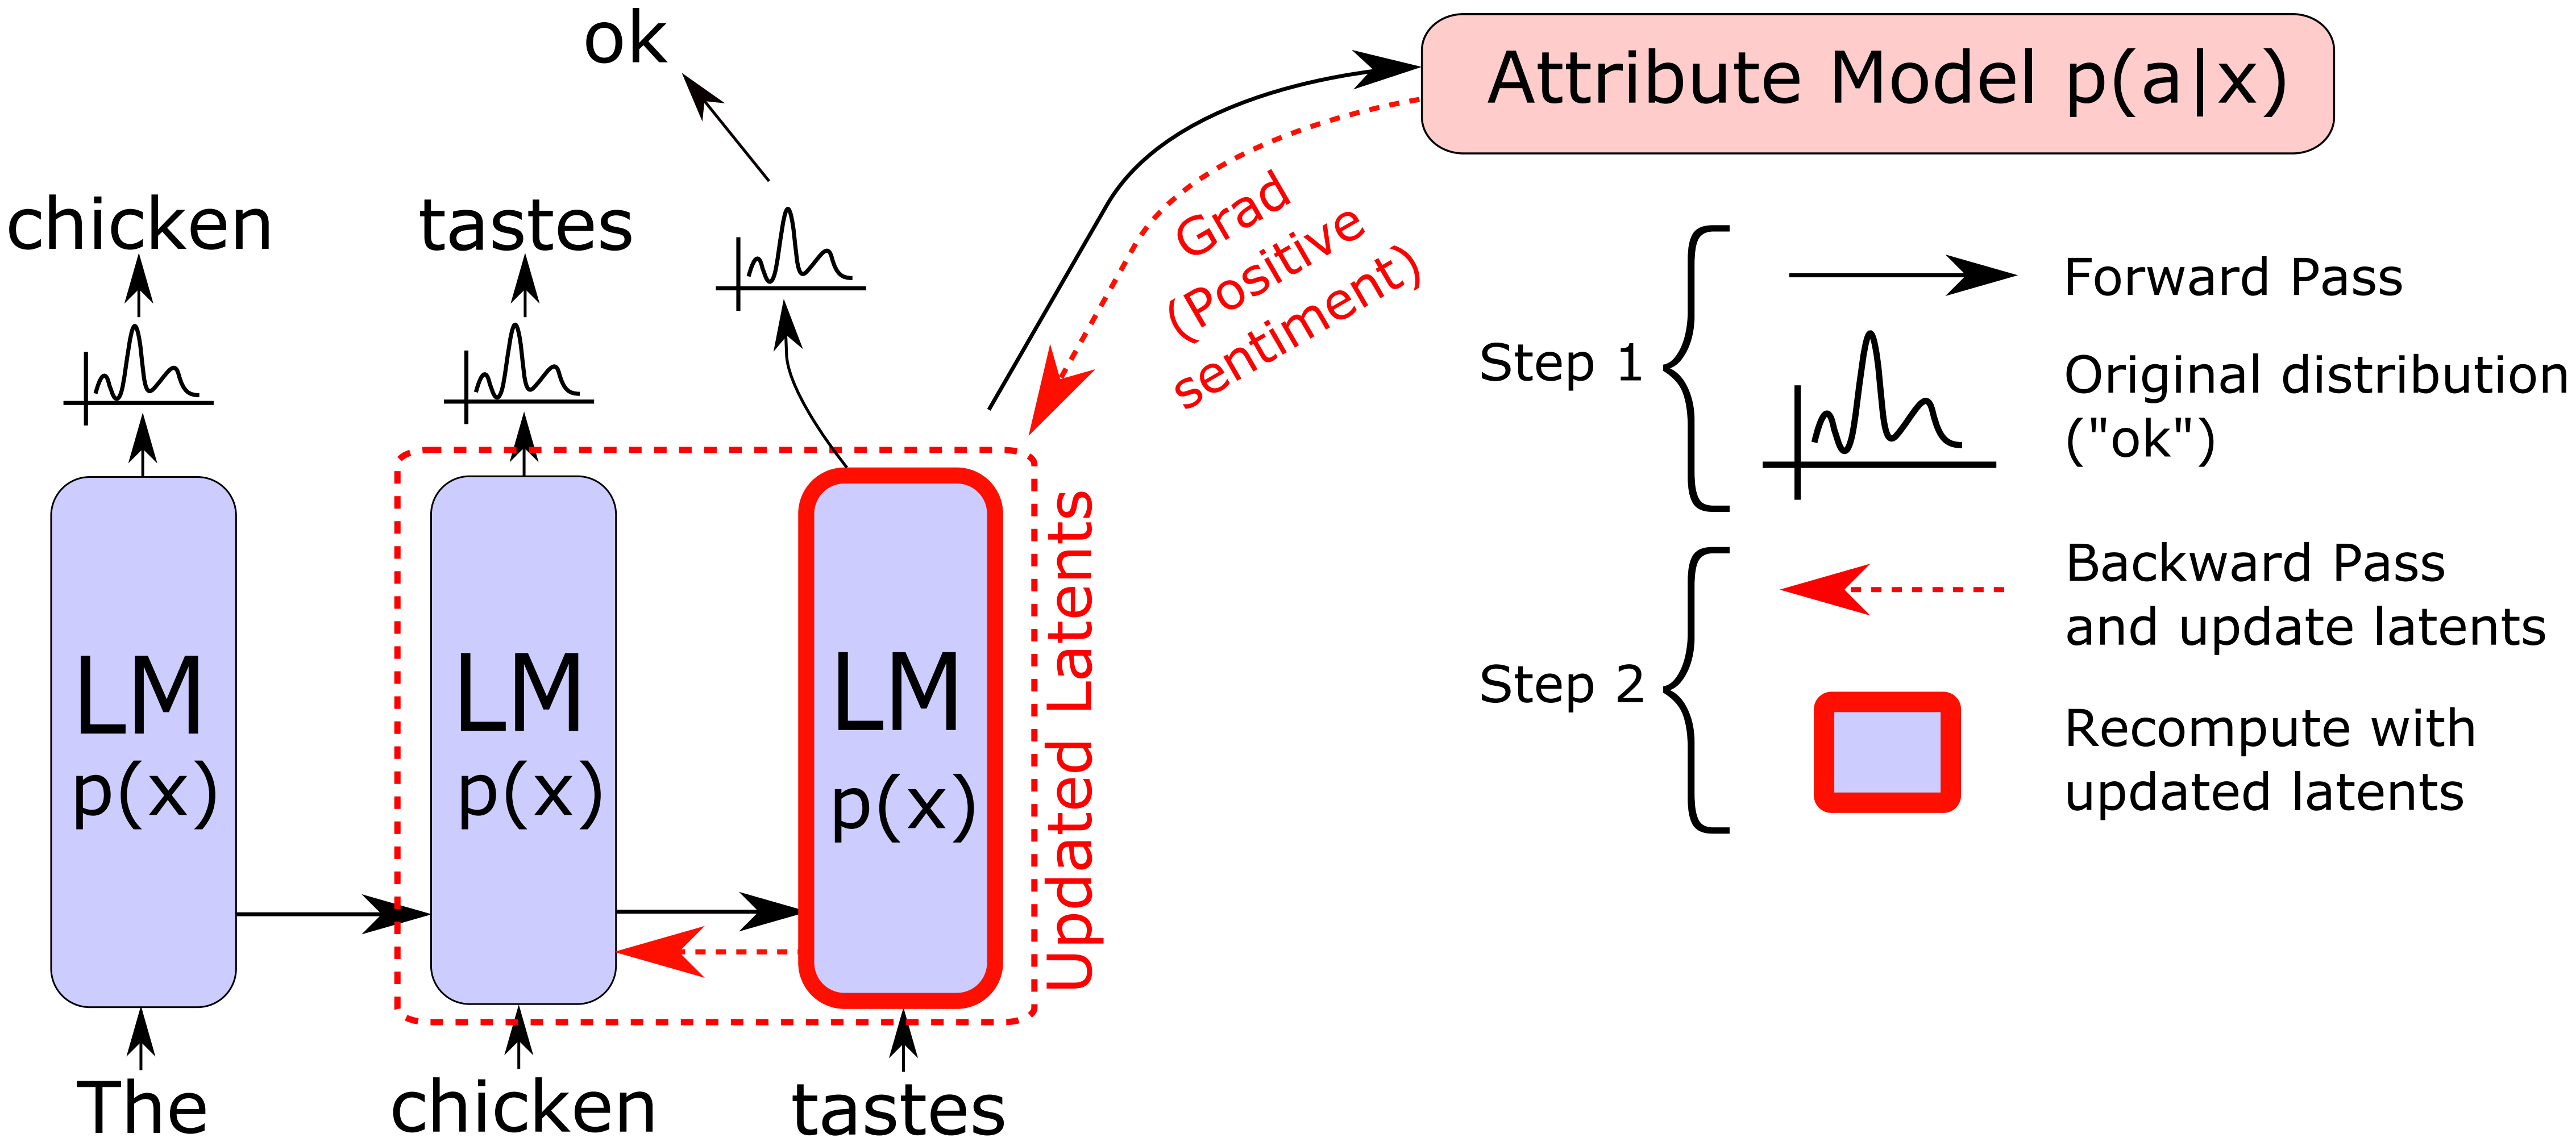 ok
Attribute Model p(a|x)
chicken
tastes
Grad
(Positive
sentiment)
LM
p(x)
LM
p(x)
LM
p(x)
Updated Latents
The
chicken
tastes
Step 1
Forward Pass
Original distribution
("ok")
Step 2
Backward Pass
and update latents
Recompute with
updated latents